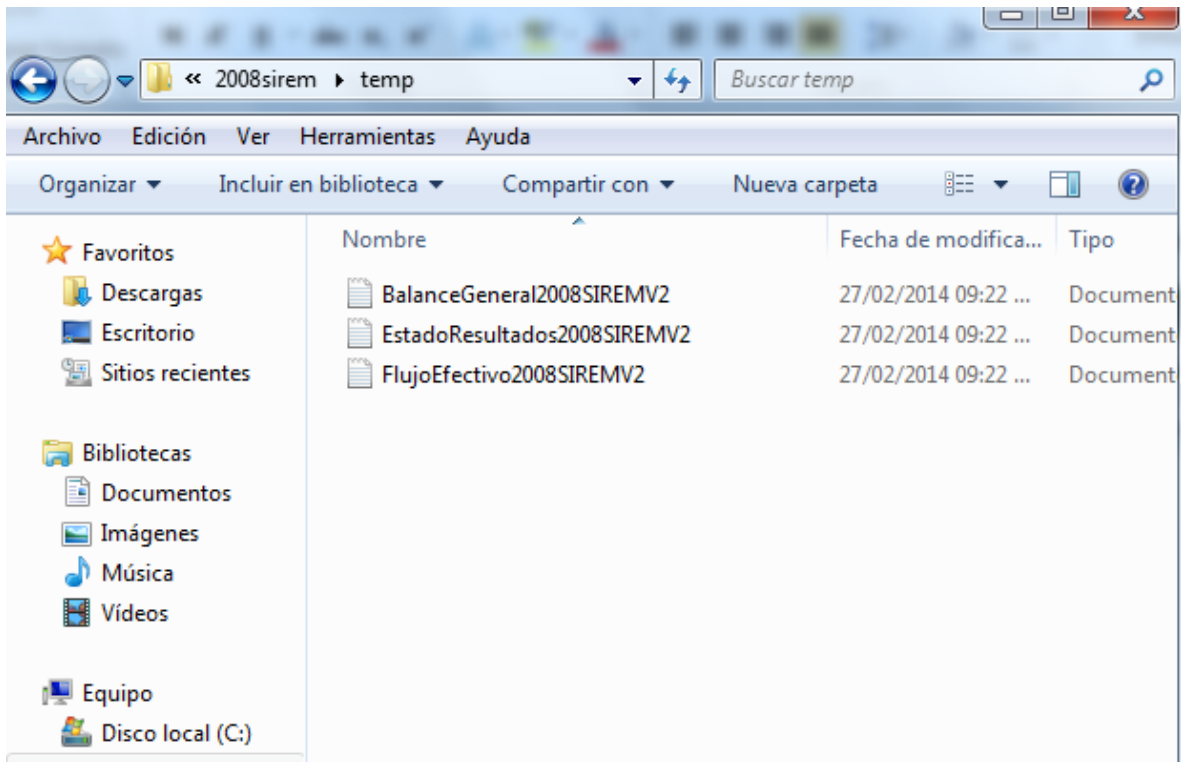 « 2008sirem temp Buscar temp
Archivo Edición Ver Herramientas Ayuda
Organizar Incluir en biblioteca Compartir con Nueva carpeta
Nombre Fecha de modifica... Tipo
Favoritos
Descargas
Escritorio
Sitios recientes
BalanceGeneral2008SIREMV2 27/02/2014 09:22 ... Document
EstadoResultados2008SIREMV2 27/02/2014 09:22 ... Document
FlujoEfectivo2008SIREMV2 27/02/2014 09:22 ... Document
Bibliotecas
Documentos
Imágenes
Música
Vídeos
Equipo
Disco local (C:)